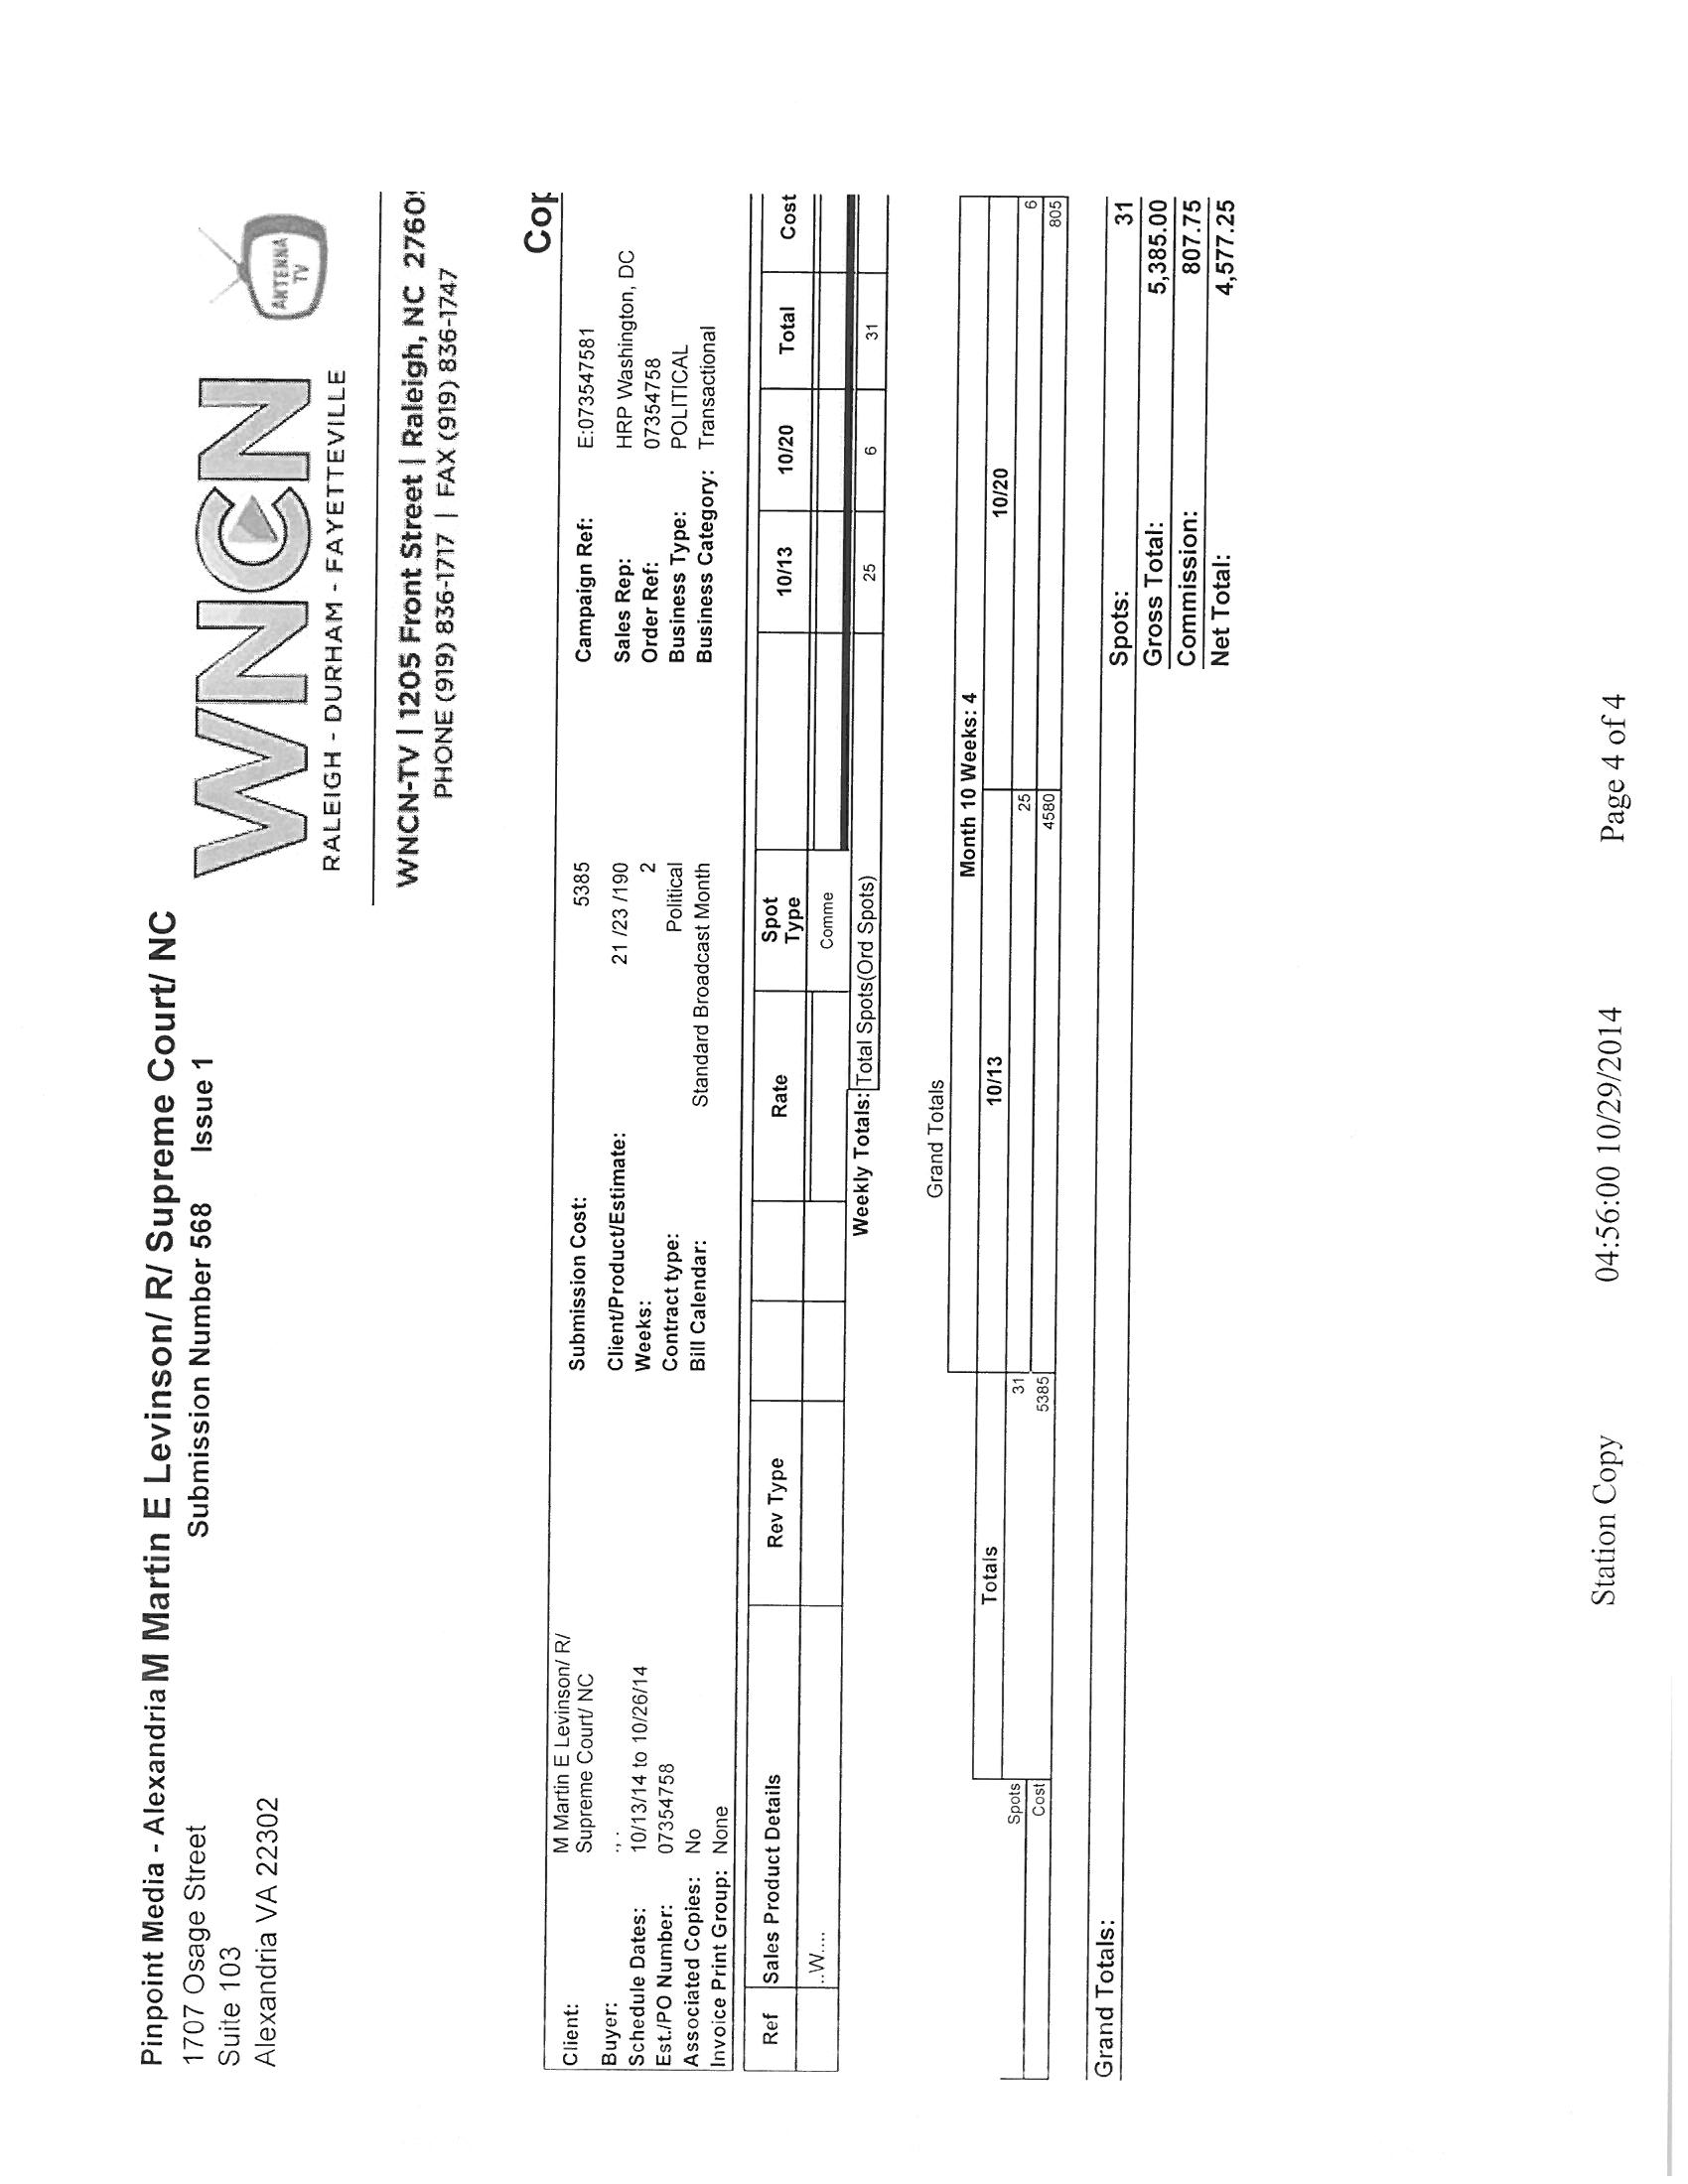 Pinpoint Media - Alexandria M Martin E Levinson/ R/ Supreme Court/ NC
1707 Osage Street
Submission Number 568 Issue 1
Suite 103
Alexandria VA 22302
WNCN
RALEIGH - DURHAM - FAYETTEVILLE
ANTENNA
TV
WNCN-TV | 1205 Front Street | Raleigh, NC 2760
PHONE (919) 836-1717 | FAX (919) 836-1747
Cop
Client: M Martin E Levinson/ R/ Supreme Court/ NC
Submission Cost: 5385
Campaign Ref: E:073547581
Buyer: ., .
Client/Product/Estimate: 21 /23 /190
Sales Rep: HRP Washington, DC
Schedule Dates: 10/13/14 to 10/26/14
Weeks: 2
Order Ref: 07354758
Est./PO Number: 07354758
Contract type: Political
Business Type: POLITICAL
Associated Copies: No
Bill Calendar: Standard Broadcast Month
Business Category: Transactional
Invoice Print Group: None
Ref Sales Product Details Rev Type Rate Spot Type 10/13 10/20 Total Cost
..W.... Comme
Weekly Totals: Total Spots(Ord Spots) 25 6 31
Grand Totals
Month 10 Weeks: 4
Totals 10/13 10/20
Spots 31 25 6
Cost 5385 4580 805
Grand Totals:
Spots: 31
Gross Total: 5,385.00
Commission: 807.75
Net Total: 4,577.25
Station Copy 04:56:00 10/29/2014 Page 4 of 4